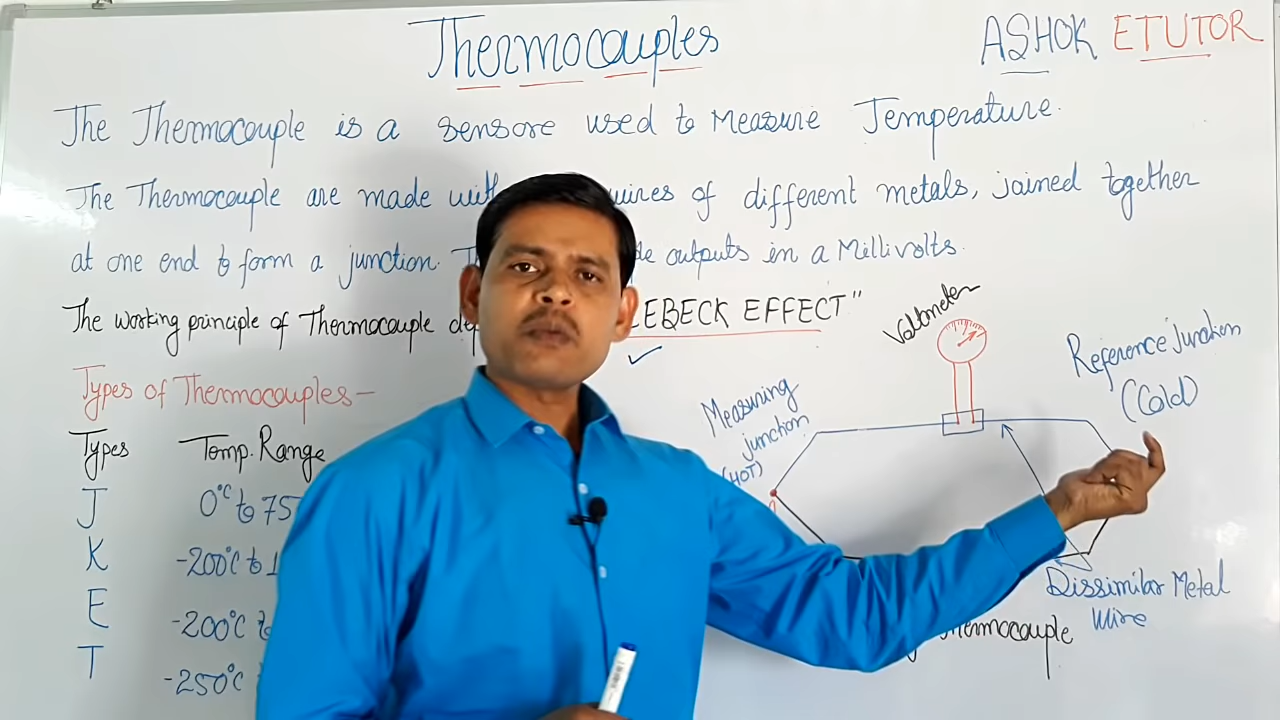 Thermocouples
ASHOK ETUTOR
The Thermocouple is a sensore used to Measure Temperature.
The Thermocouple are made with wires of different metals, joined together
at one end to form a junction. outputs in a Millivolts.
The working principle of Thermocouple EBECK EFFECT"
Types of Thermocouples-
Types Temp. Range
J 0°C to 75
K -200°C to 1
E -200°C
T -250°C
Voltmeter
Reference Junction
(Cold)
Measuring
junction
(HOT)
Dissimilar Metal
Wire
Thermocouple